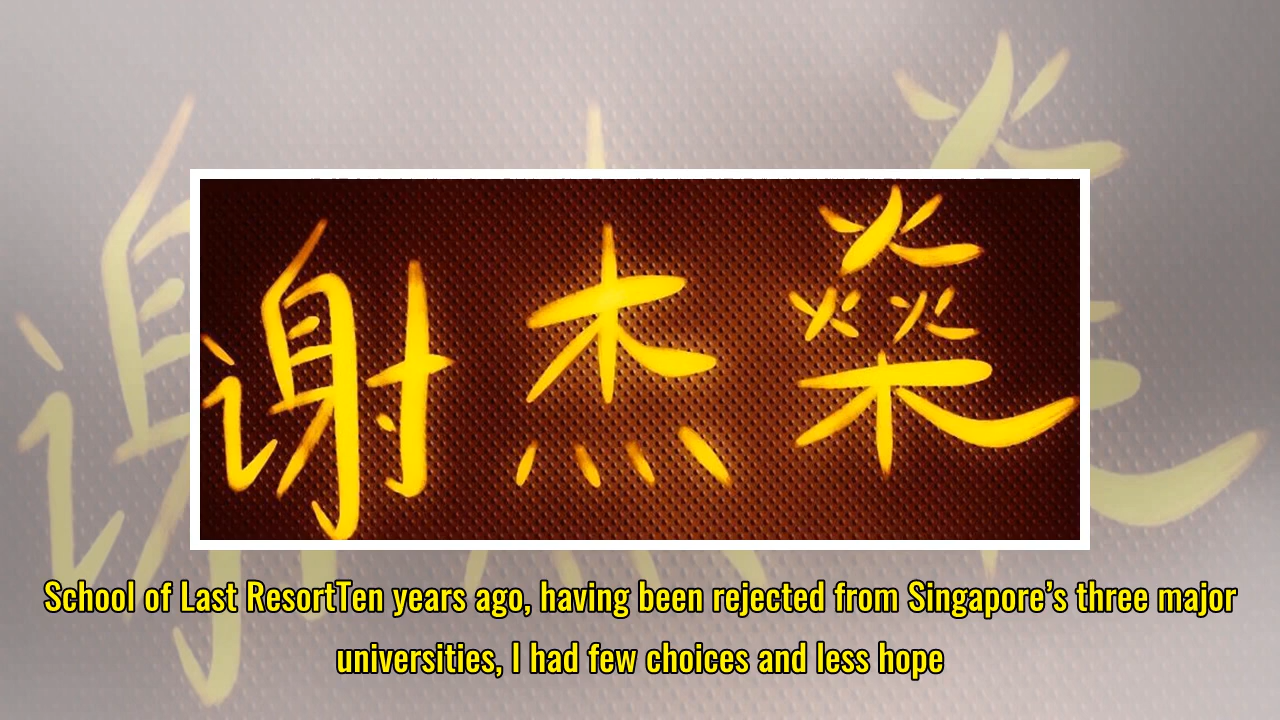 谢杰燊
School of Last ResortTen years ago, having been rejected from Singapore’s three major
universities, I had few choices and less hope